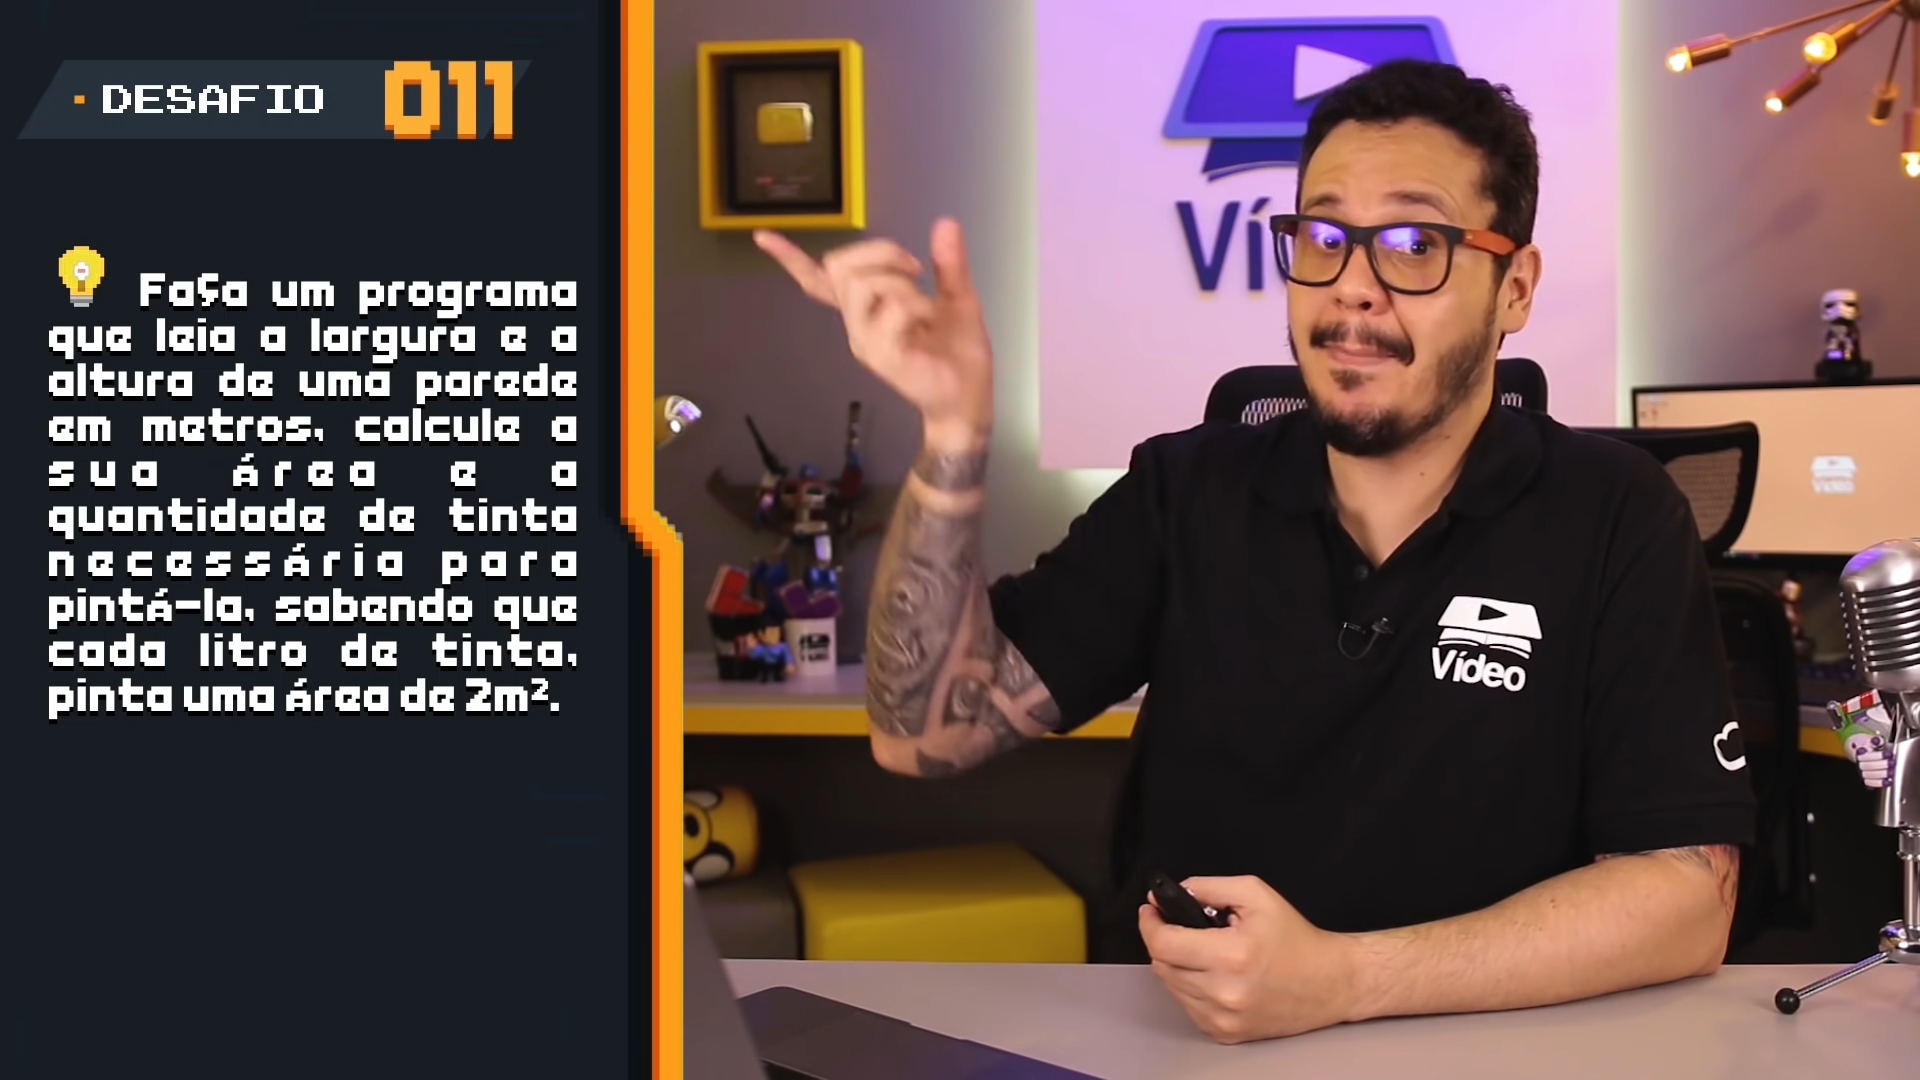 DESAFIO 011
Faça um programa
que leia a largura e a
altura de uma parede
em metros, calcule a
sua área e a
quantidade de tinta
necessária para
pintá-la, sabendo que
cada litro de tinta,
pinta uma área de 2m².
Ví
Vídeo
Vídeo